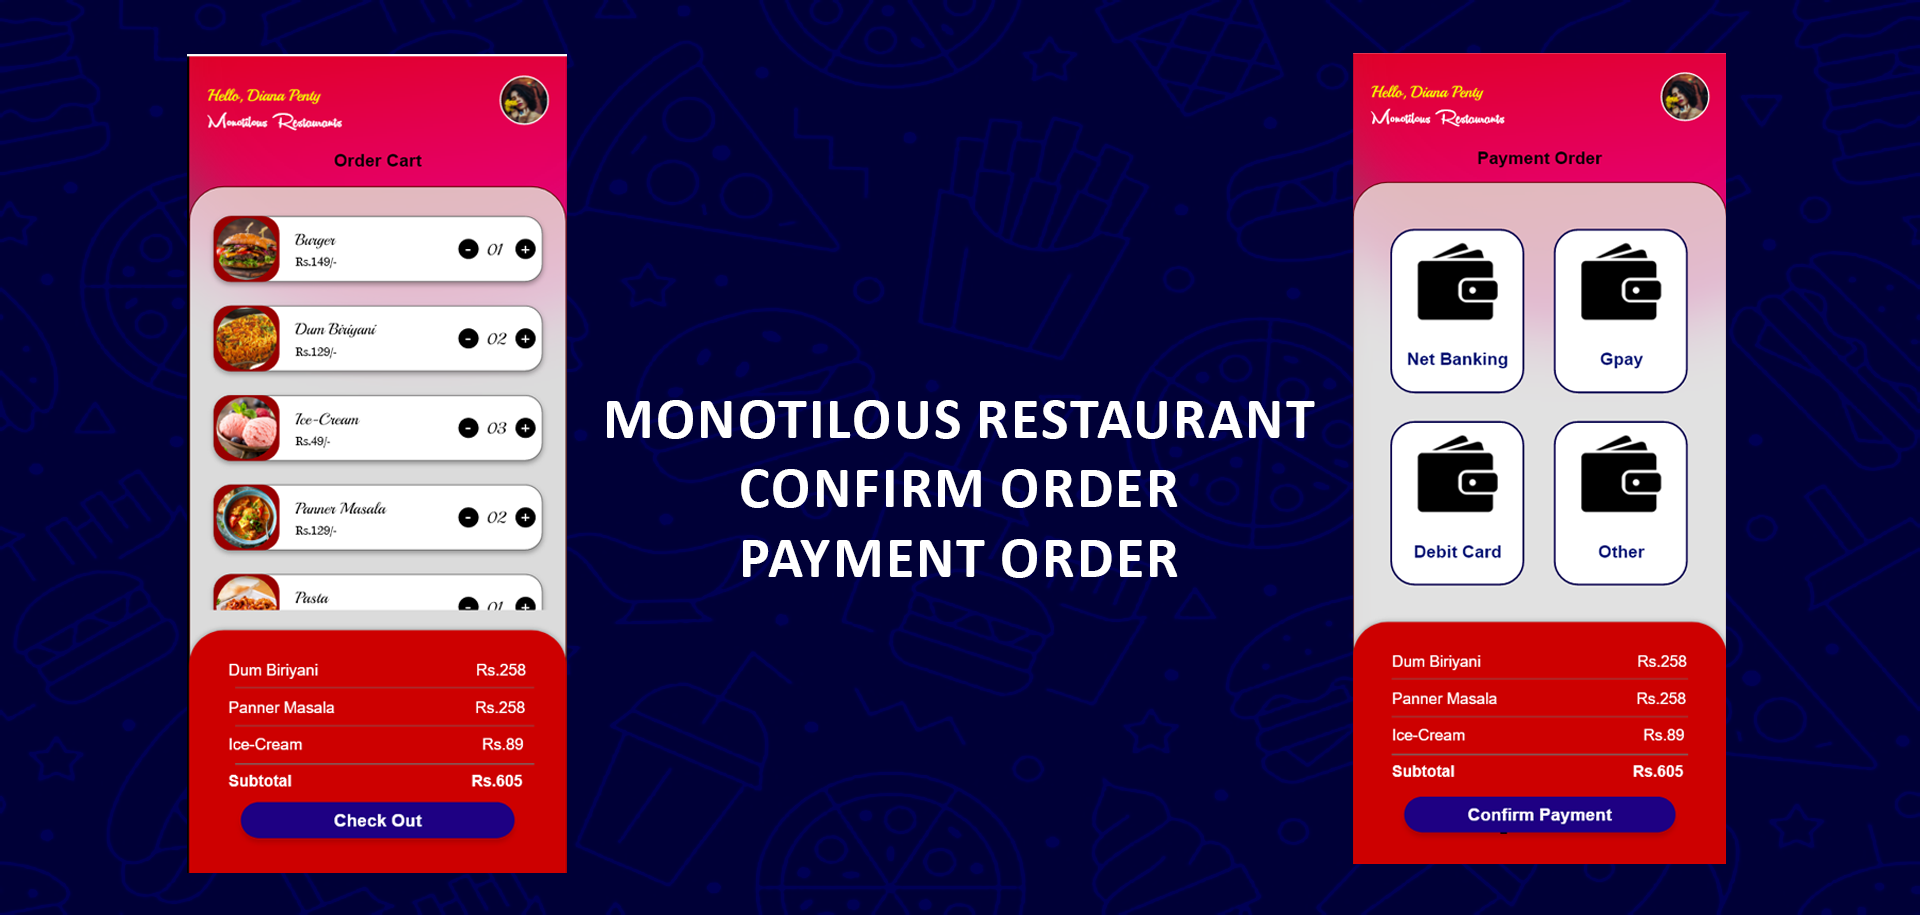 Hello, Diana Penty
Monotilous Restaurants
Order Cart
Burger
Rs.149/-
- 01 +
Dum Biriyani
Rs.129/-
- 02 +
Ice-Cream
Rs.49/-
- 03 +
Panner Masala
Rs.129/-
- 02 +
Pasta
- 01 +
Dum Biriyani Rs.258
Panner Masala Rs.258
Ice-Cream Rs.89
Subtotal Rs.605
Check Out
MONOTILOUS RESTAURANT
CONFIRM ORDER
PAYMENT ORDER
Hello, Diana Penty
Monotilous Restaurants
Payment Order
Net Banking Gpay
Debit Card Other
Dum Biriyani Rs.258
Panner Masala Rs.258
Ice-Cream Rs.89
Subtotal Rs.605
Confirm Payment